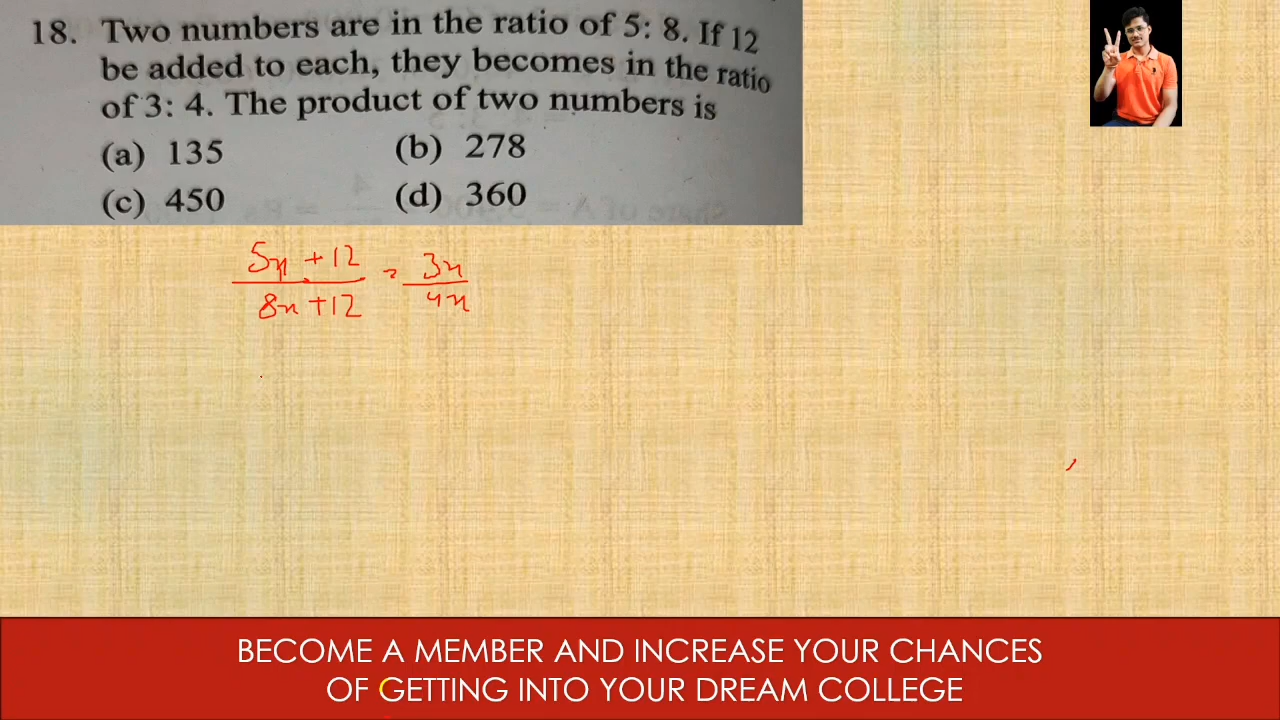 18. Two numbers are in the ratio of 5: 8. If 12
be added to each, they becomes in the ratio
of 3: 4. The product of two numbers is
(a) 135 (b) 278
(c) 450 (d) 360
5x + 12 = 3x
8x + 12 4x
BECOME A MEMBER AND INCREASE YOUR CHANCES
OF GETTING INTO YOUR DREAM COLLEGE